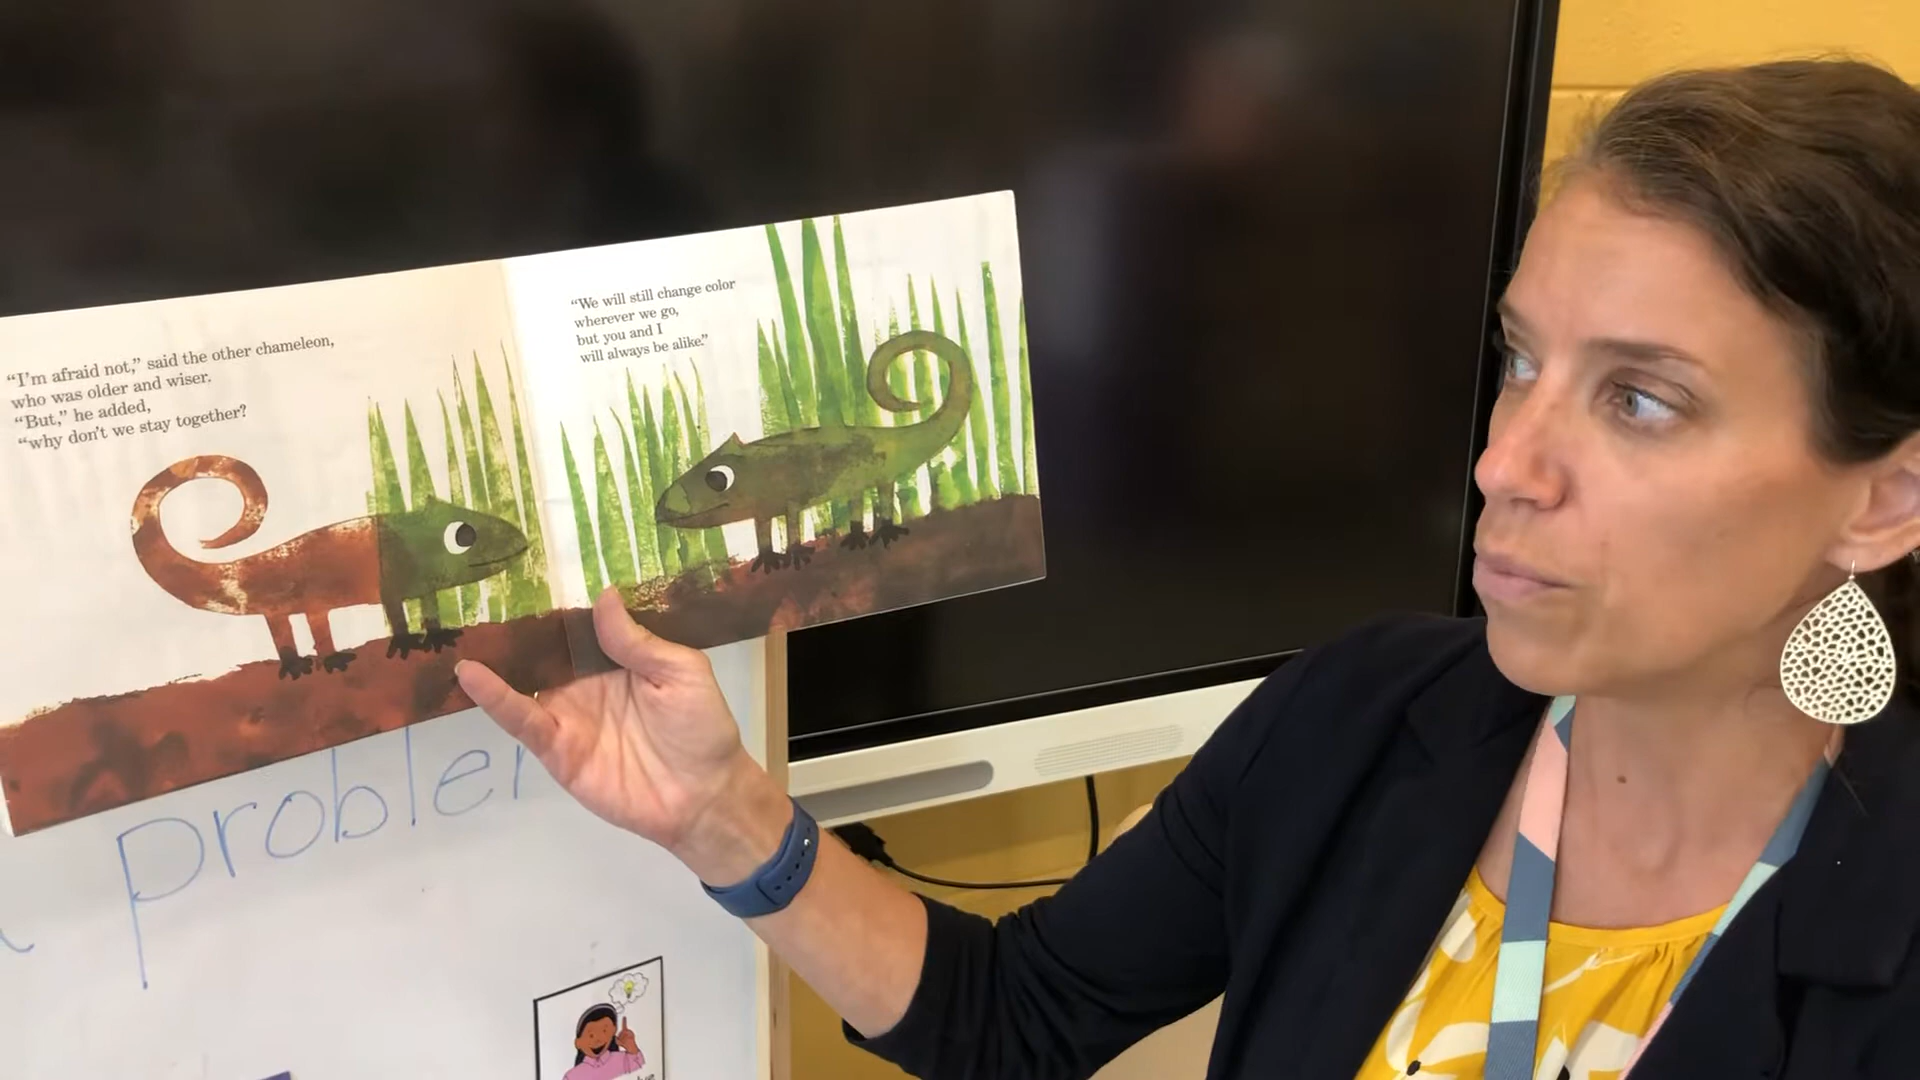 “I’m afraid not,” said the other chameleon,
who was older and wiser.
“But,” he added,
“why don’t we stay together?
“We will still change color
wherever we go,
but you and I
will always be alike.”